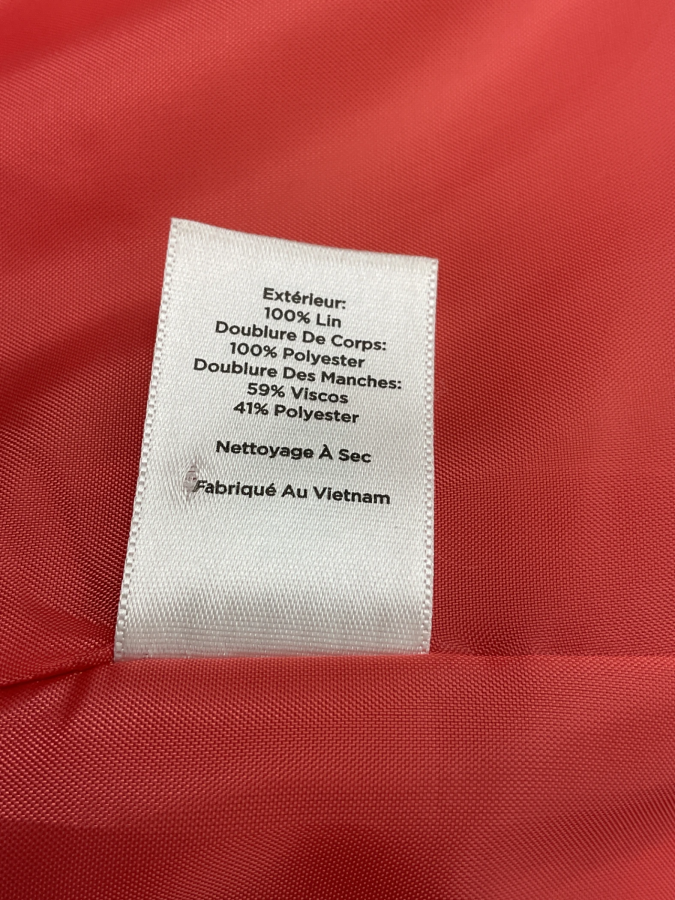 Extérieur:
100% Lin
Doublure De Corps:
100% Polyester
Doublure Des Manches:
59% Viscos
41% Polyester
Nettoyage À Sec
Fabriqué Au Vietnam